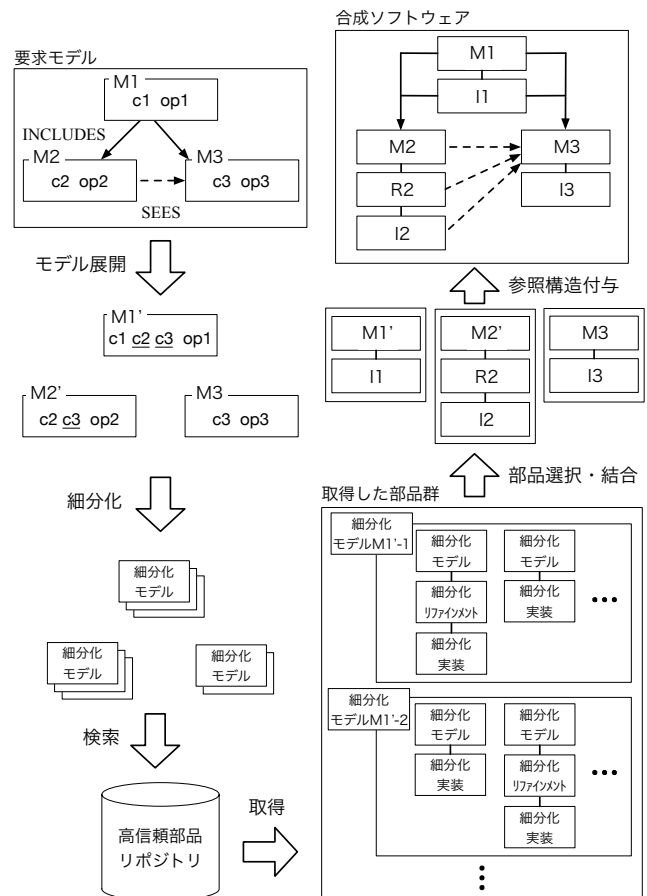 要求モデル
M1
c1 op1
INCLUDES
M2
c2 op2
M3
c3 op3
SEES
モデル展開
M1'
c1 c2 c3 op1
M2'
c2 c3 op2
M3
c3 op3
細分化
細分化
モデル
細分化
モデル
細分化
モデル
検索
高信頼部品
リポジトリ
取得
取得した部品群
細分化
モデルM1'-1
細分化
モデル
細分化
リファインメント
細分化
実装
細分化
モデル
細分化
実装
•••
細分化
モデルM1'-2
細分化
モデル
細分化
実装
細分化
モデル
細分化
リファインメント
細分化
実装
•••
部品選択・結合
M1'
I1
M2'
R2
I2
M3
I3
参照構造付与
合成ソフトウェア
M1
I1
M2
R2
I2
M3
I3